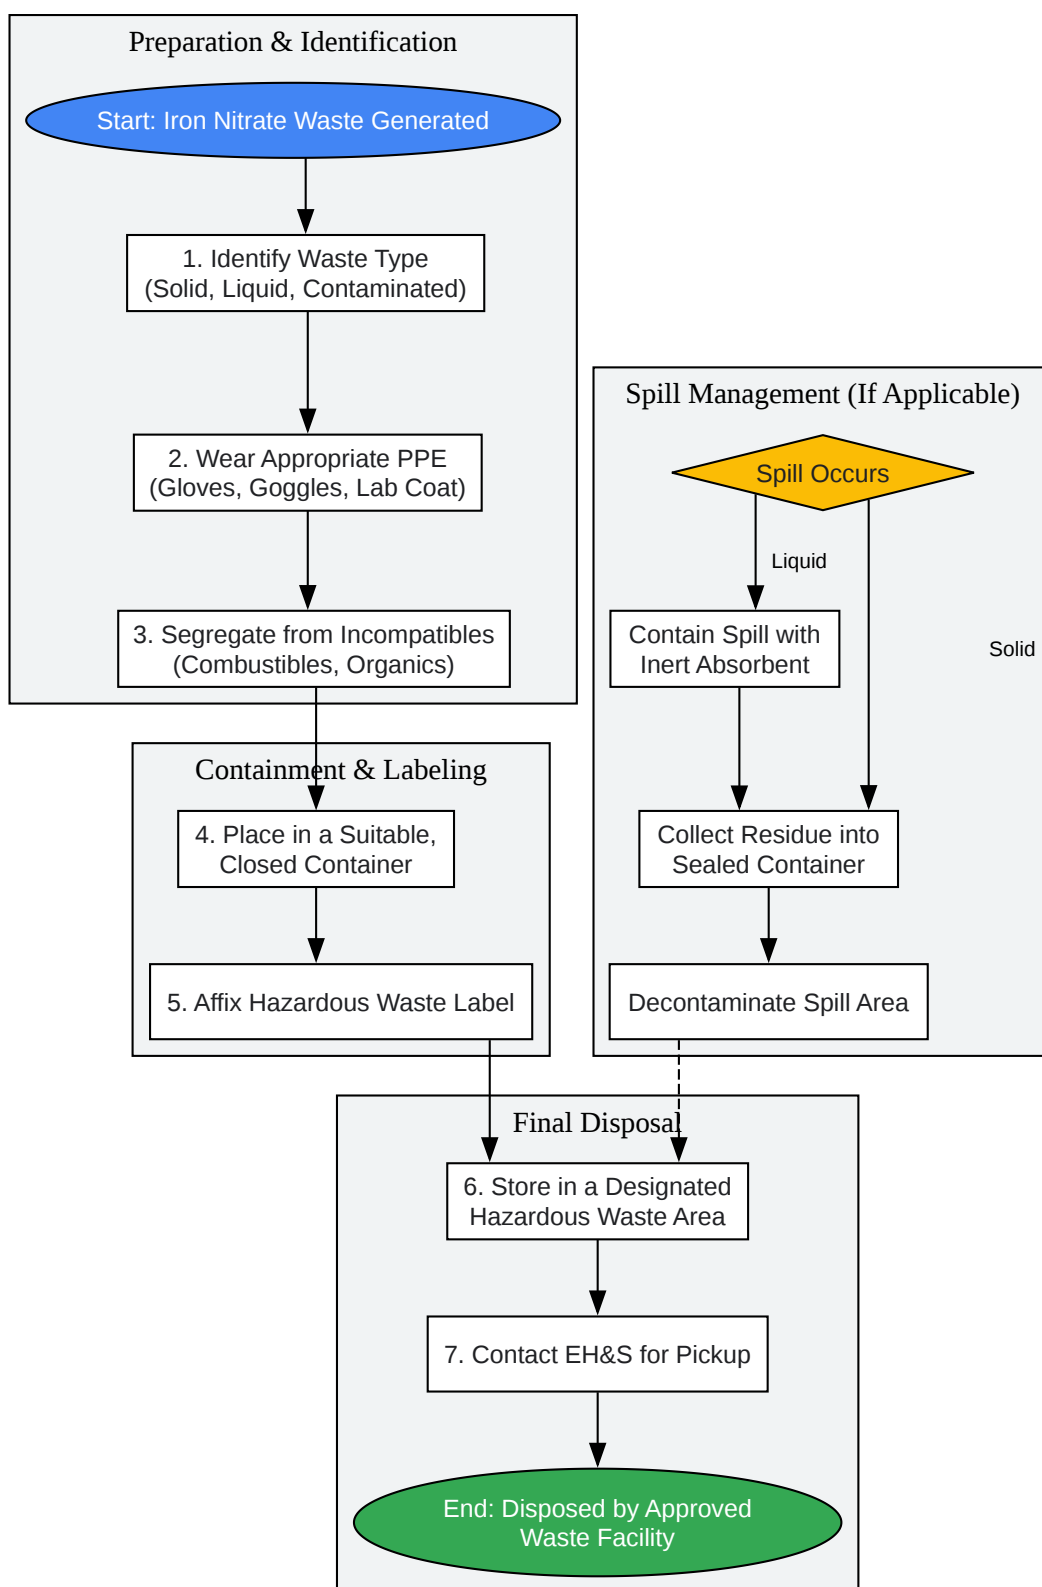 Preparation & Identification
Start: Iron Nitrate Waste Generated
1. Identify Waste Type
(Solid, Liquid, Contaminated)
2. Wear Appropriate PPE
(Gloves, Goggles, Lab Coat)
3. Segregate from Incompatibles
(Combustibles, Organics)
Containment & Labeling
4. Place in a Suitable,
Closed Container
5. Affix Hazardous Waste Label
Spill Management (If Applicable)
Spill Occurs
Liquid
Contain Spill with
Inert Absorbent
Solid
Collect Residue into
Sealed Container
Decontaminate Spill Area
Final Disposal
6. Store in a Designated
Hazardous Waste Area
7. Contact EH&S for Pickup
End: Disposed by Approved
Waste Facility